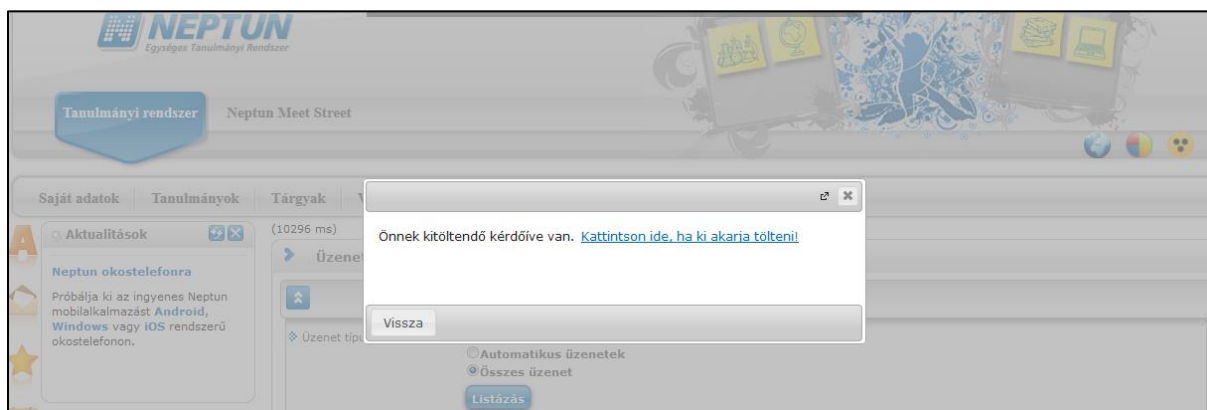 NEPTUN
Egységes Tanulmányi Rendszer
Tanulmányi rendszer
Neptun Meet Street
Saját adatok
Tanulmányok
Tárgyak
Aktualitások
(10296 ms)
Önnek kitöltendő kérdőíve van. Kattintson ide, ha ki akarja tölteni!
Neptun okostelefonra
Próbálja ki az ingyenes Neptun
mobilalkalmazást Android,
Windows vagy iOS rendszerű
okostelefonon.
Vissza
Automatikus üzenetek
Összes üzenet
Listázás